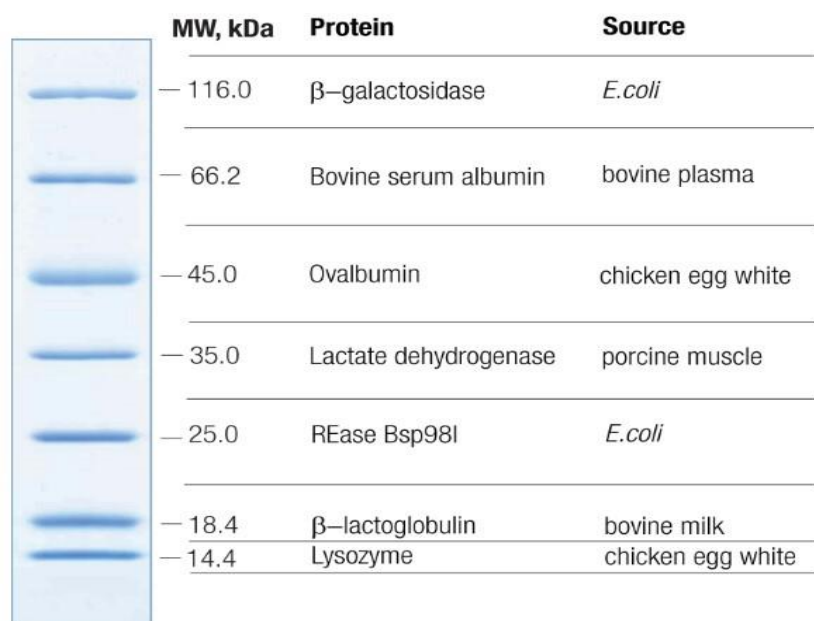 MW, kDa Protein Source
116.0 β–galactosidase E.coli
66.2 Bovine serum albumin bovine plasma
45.0 Ovalbumin chicken egg white
35.0 Lactate dehydrogenase porcine muscle
25.0 REase Bsp98I E.coli
18.4 β–lactoglobulin bovine milk
14.4 Lysozyme chicken egg white